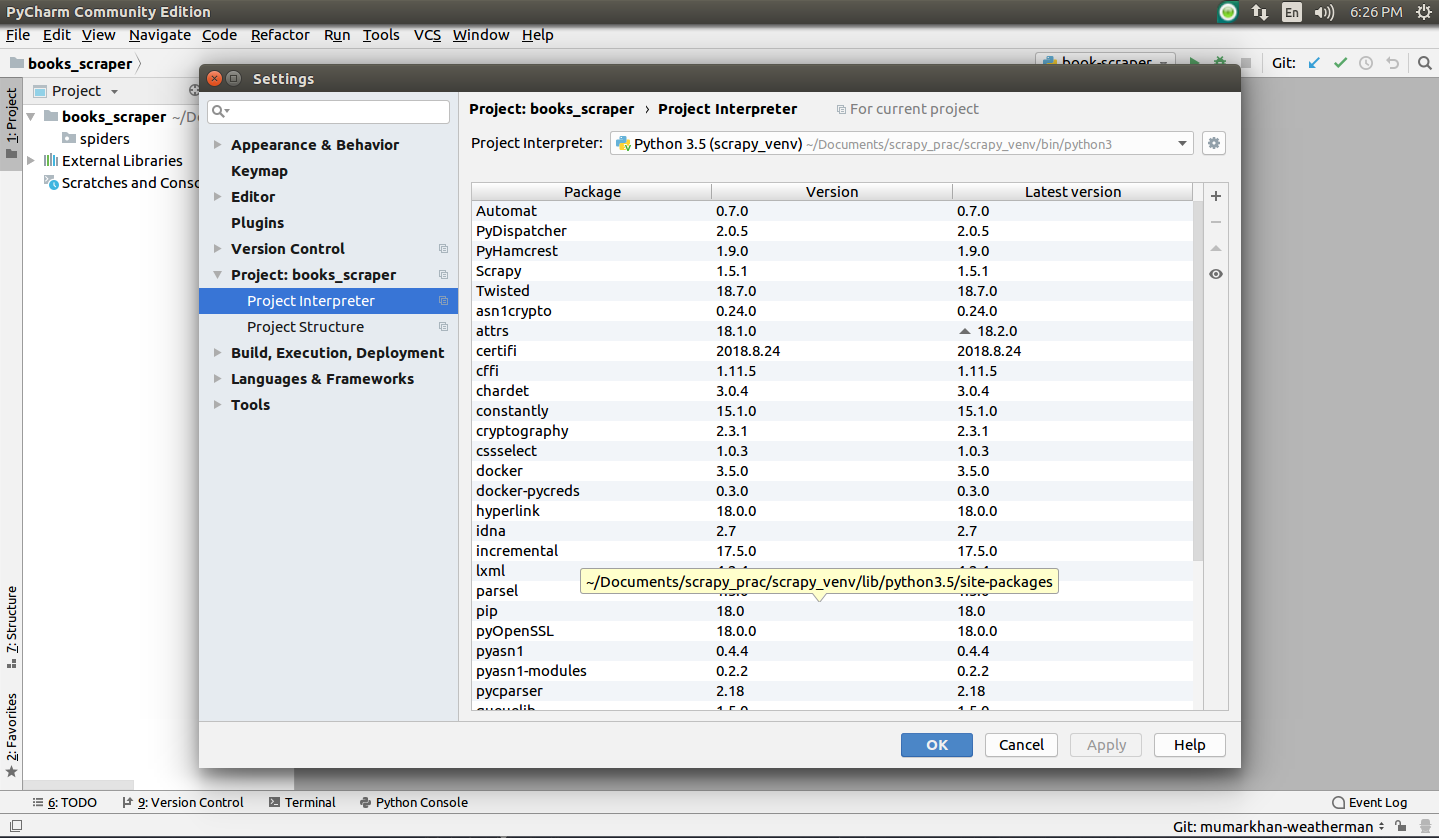 PyCharm Community Edition
En
6:26 PM
File Edit View Navigate Code Refactor Run Tools VCS Window Help
books_scraper
book-scraper
Git:
Project
1: Project
books_scraper ~/D
spiders
External Libraries
Scratches and Conso
7: Structure
2: Favorites
Settings
Appearance & Behavior
Keymap
Editor
Plugins
Version Control
Project: books_scraper
Project Interpreter
Project Structure
Build, Execution, Deployment
Languages & Frameworks
Tools
Project: books_scraper › Project Interpreter For current project
Project Interpreter: Python 3.5 (scrapy_venv) ~/Documents/scrapy_prac/scrapy_venv/bin/python3
Package Version Latest version
Automat 0.7.0 0.7.0
PyDispatcher 2.0.5 2.0.5
PyHamcrest 1.9.0 1.9.0
Scrapy 1.5.1 1.5.1
Twisted 18.7.0 18.7.0
asn1crypto 0.24.0 0.24.0
attrs 18.1.0 18.2.0
certifi 2018.8.24 2018.8.24
cffi 1.11.5 1.11.5
chardet 3.0.4 3.0.4
constantly 15.1.0 15.1.0
cryptography 2.3.1 2.3.1
cssselect 1.0.3 1.0.3
docker 3.5.0 3.5.0
docker-pycreds 0.3.0 0.3.0
hyperlink 18.0.0 18.0.0
idna 2.7 2.7
incremental 17.5.0 17.5.0
lxml
~/Documents/scrapy_prac/scrapy_venv/lib/python3.5/site-packages
parsel
pip 18.0 18.0
pyOpenSSL 18.0.0 18.0.0
pyasn1 0.4.4 0.4.4
pyasn1-modules 0.2.2 0.2.2
pycparser 2.18 2.18
queuelib 1.5.0 1.5.0
OK Cancel Apply Help
6: TODO 9: Version Control Terminal Python Console Event Log
Git: mumarkhan-weatherman